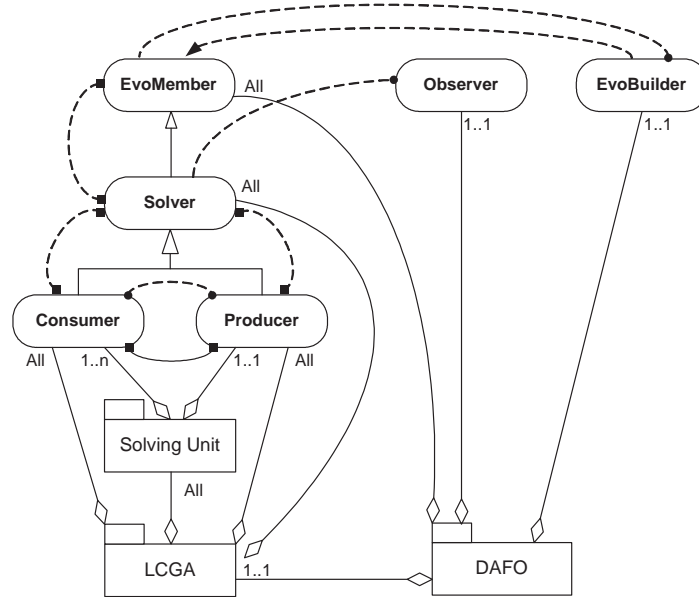 EvoMember
All
Observer
EvoBuilder
1..1
1..1
Solver
All
Consumer
Producer
All
1..n
1..1
All
Solving Unit
All
LCGA
1..1
DAFO